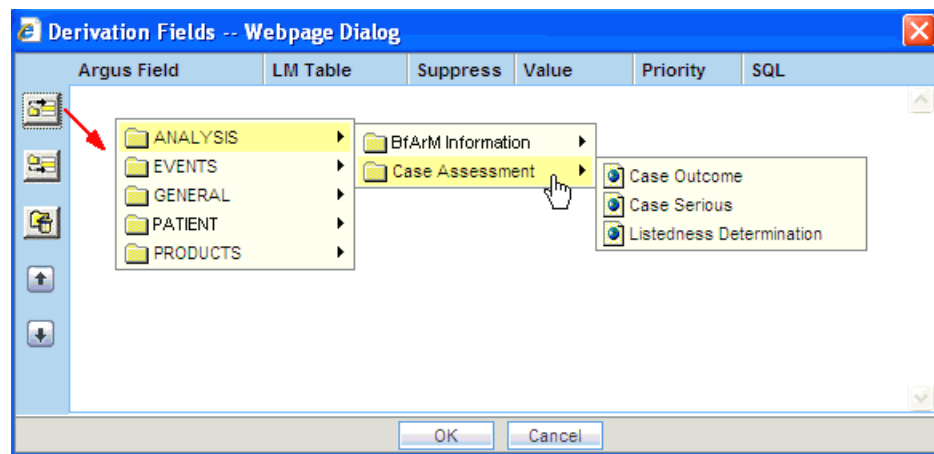 Derivation Fields -- Webpage Dialog
Argus Field LM Table Suppress Value Priority SQL
ANALYSIS
EVENTS
GENERAL
PATIENT
PRODUCTS
BfArM Information
Case Assessment
Case Outcome
Case Serious
Listedness Determination
OK Cancel